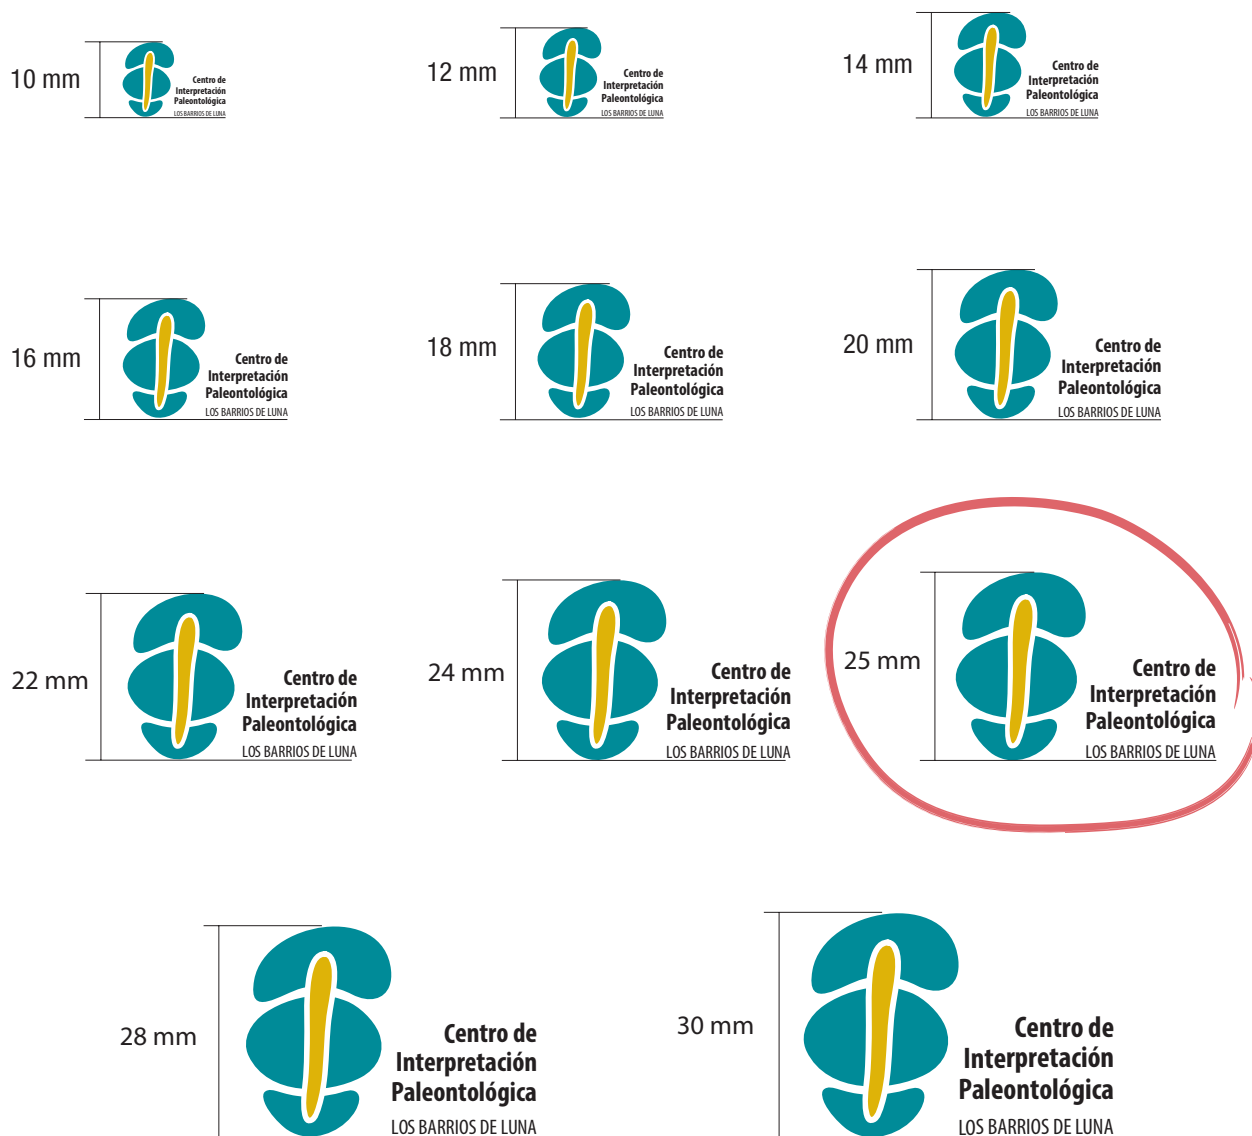 10 mm
Centro de
Interpretación
Paleontológica
LOS BARRIOS DE LUNA
12 mm
Centro de
Interpretación
Paleontológica
LOS BARRIOS DE LUNA
14 mm
Centro de
Interpretación
Paleontológica
LOS BARRIOS DE LUNA
16 mm
Centro de
Interpretación
Paleontológica
LOS BARRIOS DE LUNA
18 mm
Centro de
Interpretación
Paleontológica
LOS BARRIOS DE LUNA
20 mm
Centro de
Interpretación
Paleontológica
LOS BARRIOS DE LUNA
22 mm
Centro de
Interpretación
Paleontológica
LOS BARRIOS DE LUNA
24 mm
Centro de
Interpretación
Paleontológica
LOS BARRIOS DE LUNA
25 mm
Centro de
Interpretación
Paleontológica
LOS BARRIOS DE LUNA
28 mm
Centro de
Interpretación
Paleontológica
LOS BARRIOS DE LUNA
30 mm
Centro de
Interpretación
Paleontológica
LOS BARRIOS DE LUNA